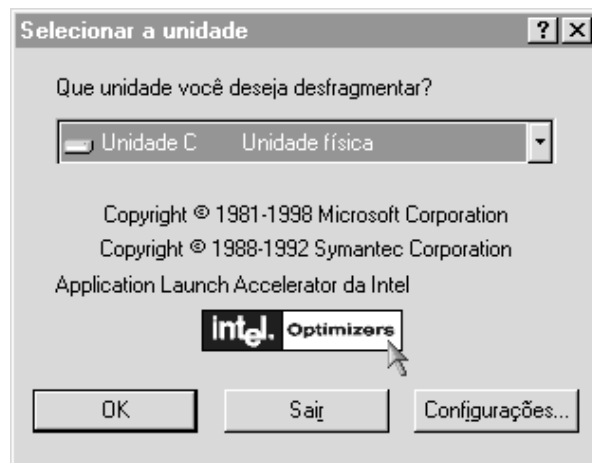 Selecionar a unidade
Que unidade você deseja desfragmentar?
Unidade C Unidade física
Copyright © 1981-1998 Microsoft Corporation
Copyright © 1988-1992 Symantec Corporation
Application Launch Accelerator da Intel
intel. Optimizers
OK Sair Configurações...